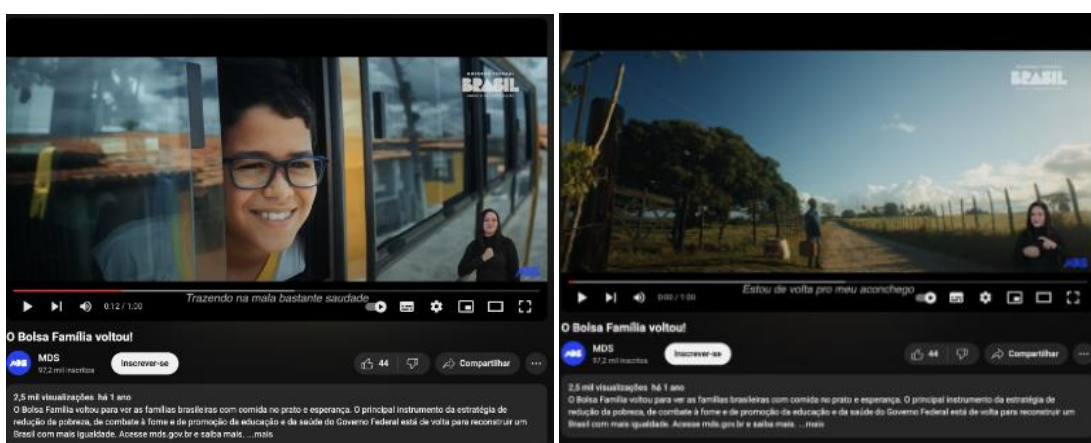 BRASIL
Trazendo na mala bastante saudade
0:12 / 1:00
O Bolsa Família voltou!
MDS
97,2 mil inscritos
Inscrever-se
44
Compartilhar
2,5 mil visualizações há 1 ano
O Bolsa Família voltou para ver as famílias brasileiras com comida no prato e esperança. O principal instrumento da estratégia de
redução da pobreza, de combate à fome e de promoção da educação e da saúde do Governo Federal está de volta para reconstruir um
Brasil com mais igualdade. Acesse mds.gov.br e saiba mais. ...mais
BRASIL
Estou de volta pro meu aconchego
0:00 / 1:00
O Bolsa Família voltou!
MDS
97,2 mil inscritos
Inscrever-se
44
Compartilhar
2,5 mil visualizações há 1 ano
O Bolsa Família voltou para ver as famílias brasileiras com comida no prato e esperança. O principal instrumento da estratégia de
redução da pobreza, de combate à fome e de promoção da educação e da saúde do Governo Federal está de volta para reconstruir um
Brasil com mais igualdade. Acesse mds.gov.br e saiba mais. ...mais